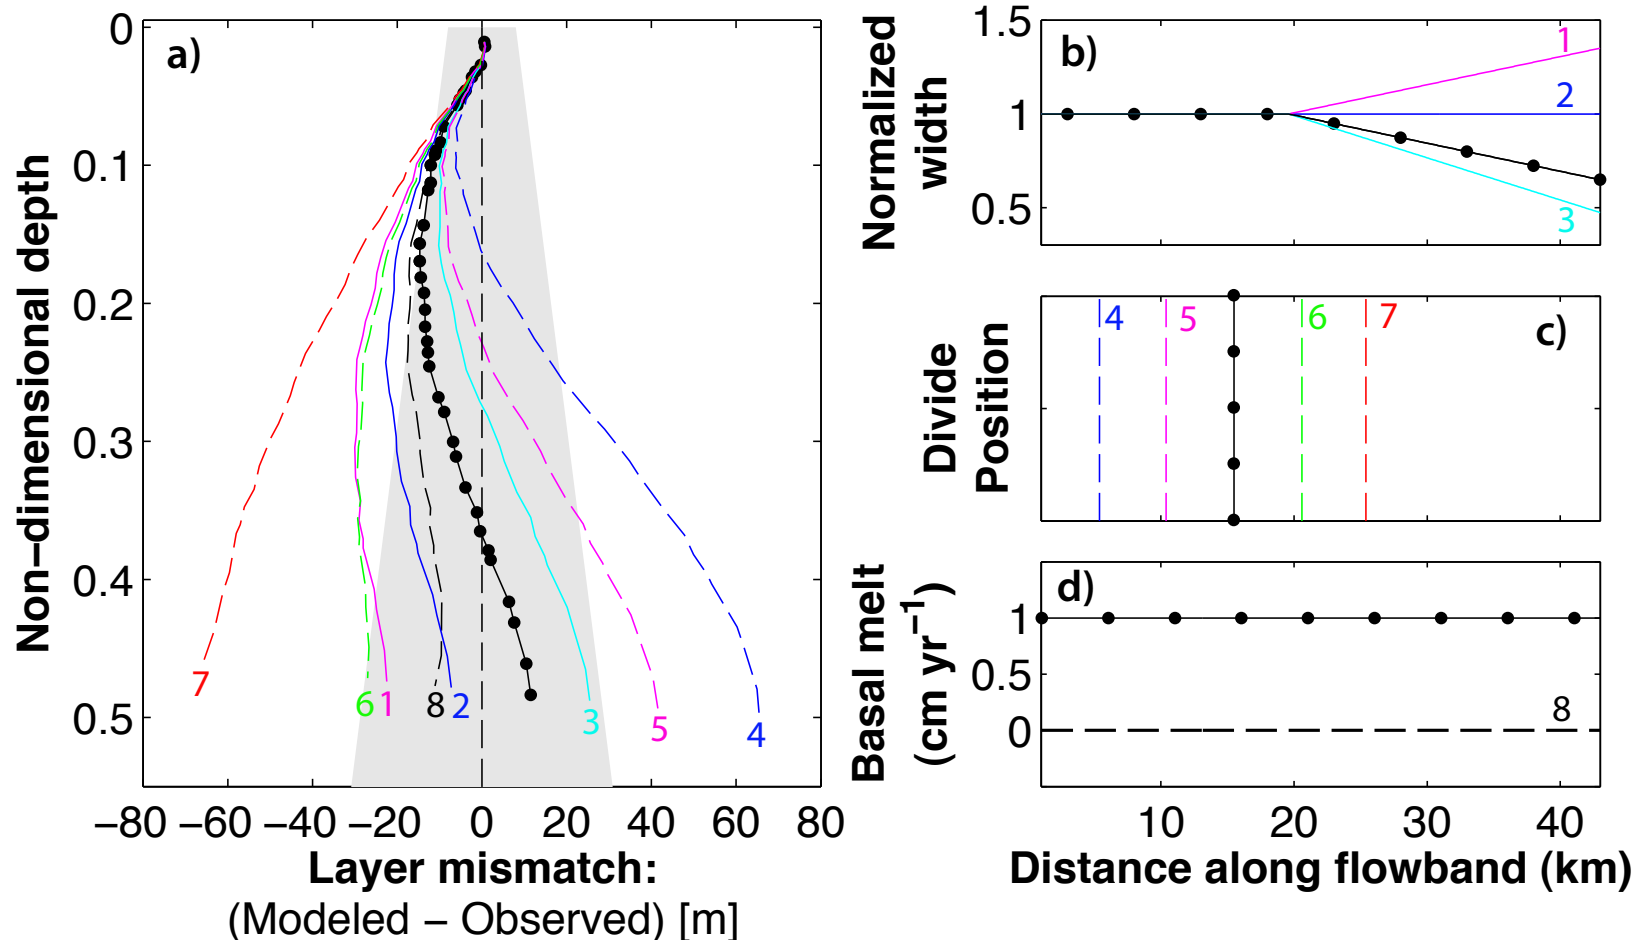 a)
0
0.1
0.2
0.3
0.4
0.5
Non-dimensional depth
7
6
1
8
2
3
5
4
−80
−60
−40
−20
0
20
40
60
80
Layer mismatch:
(Modeled − Observed) [m]
b)
1.5
1
0.5
Normalized
width
1
2
3
c)
Divide
Position
4
5
6
7
d)
1
0.5
0
Basal melt
(cm yr⁻¹)
8
10
20
30
40
Distance along flowband (km)